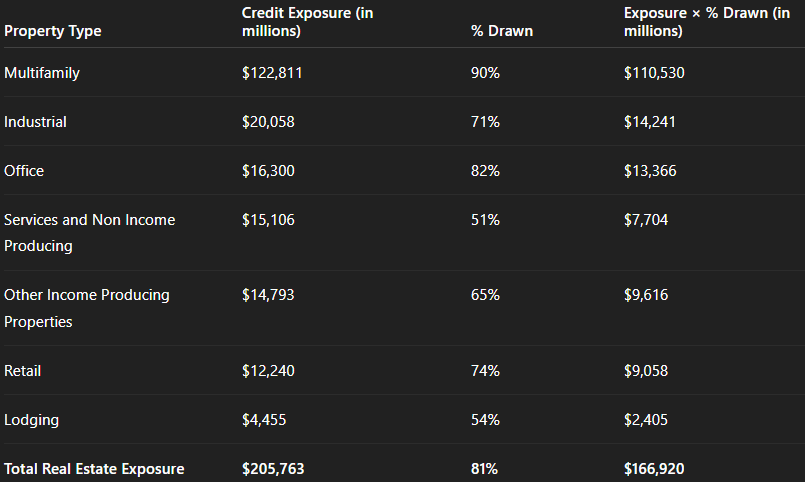 Property Type Credit Exposure (in millions) % Drawn Exposure × % Drawn (in millions)
Multifamily $122,811 90% $110,530
Industrial $20,058 71% $14,241
Office $16,300 82% $13,366
Services and Non Income Producing $15,106 51% $7,704
Other Income Producing Properties $14,793 65% $9,616
Retail $12,240 74% $9,058
Lodging $4,455 54% $2,405
Total Real Estate Exposure $205,763 81% $166,920